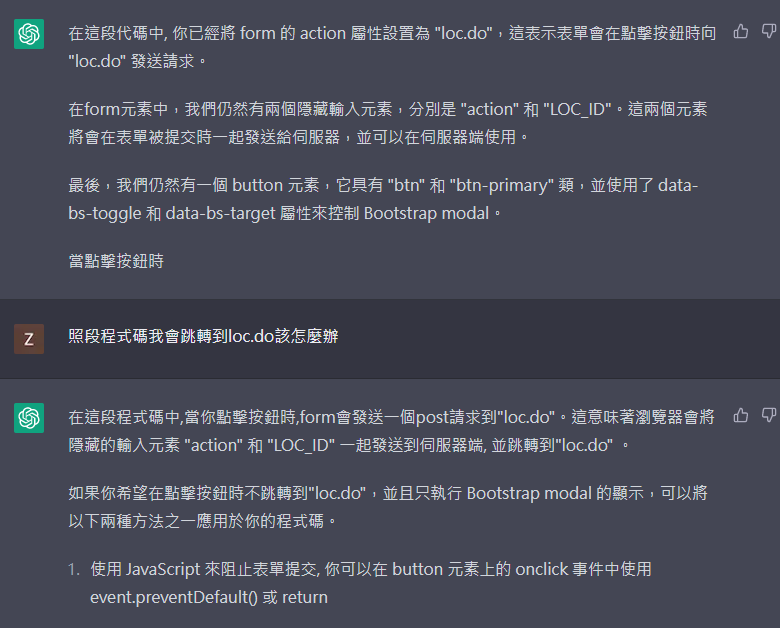 在這段代碼中, 你已經將 form 的 action 屬性設置為 "loc.do"，這表示表單會在點擊按鈕時向
"loc.do" 發送請求。
在form元素中，我們仍然有兩個隱藏輸入元素，分別是 "action" 和 "LOC_ID"。這兩個元素
將會在表單被提交時一起發送給伺服器，並可以在伺服器端使用。
最後，我們仍然有一個 button 元素，它具有 "btn" 和 "btn-primary" 類，並使用了 data-
bs-toggle 和 data-bs-target 屬性來控制 Bootstrap modal。
當點擊按鈕時
Z
照段程式碼我會跳轉到loc.do該怎麼辦
在這段程式碼中,當你點擊按鈕時,form會發送一個post請求到"loc.do"。這意味著瀏覽器會將
隱藏的輸入元素 "action" 和 "LOC_ID" 一起發送到伺服器端, 並跳轉到"loc.do" 。
如果你希望在點擊按鈕時不跳轉到"loc.do"，並且只執行 Bootstrap modal 的顯示，可以將
以下兩種方法之一應用於你的程式碼。
1. 使用 JavaScript 來阻止表單提交, 你可以在 button 元素上的 onclick 事件中使用
event.preventDefault() 或 return